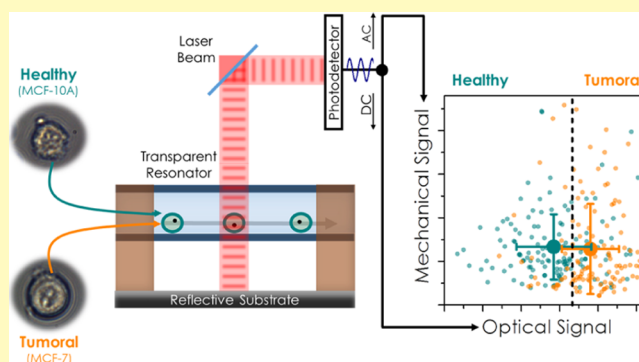 Healthy
(MCF-10A)
Tumoral
(MCF-7)
Laser
Beam
Transparent
Resonator
Reflective Substrate
Photodetector
AC
DC
Healthy
Tumora
Mechanical Signal
Optical Signal